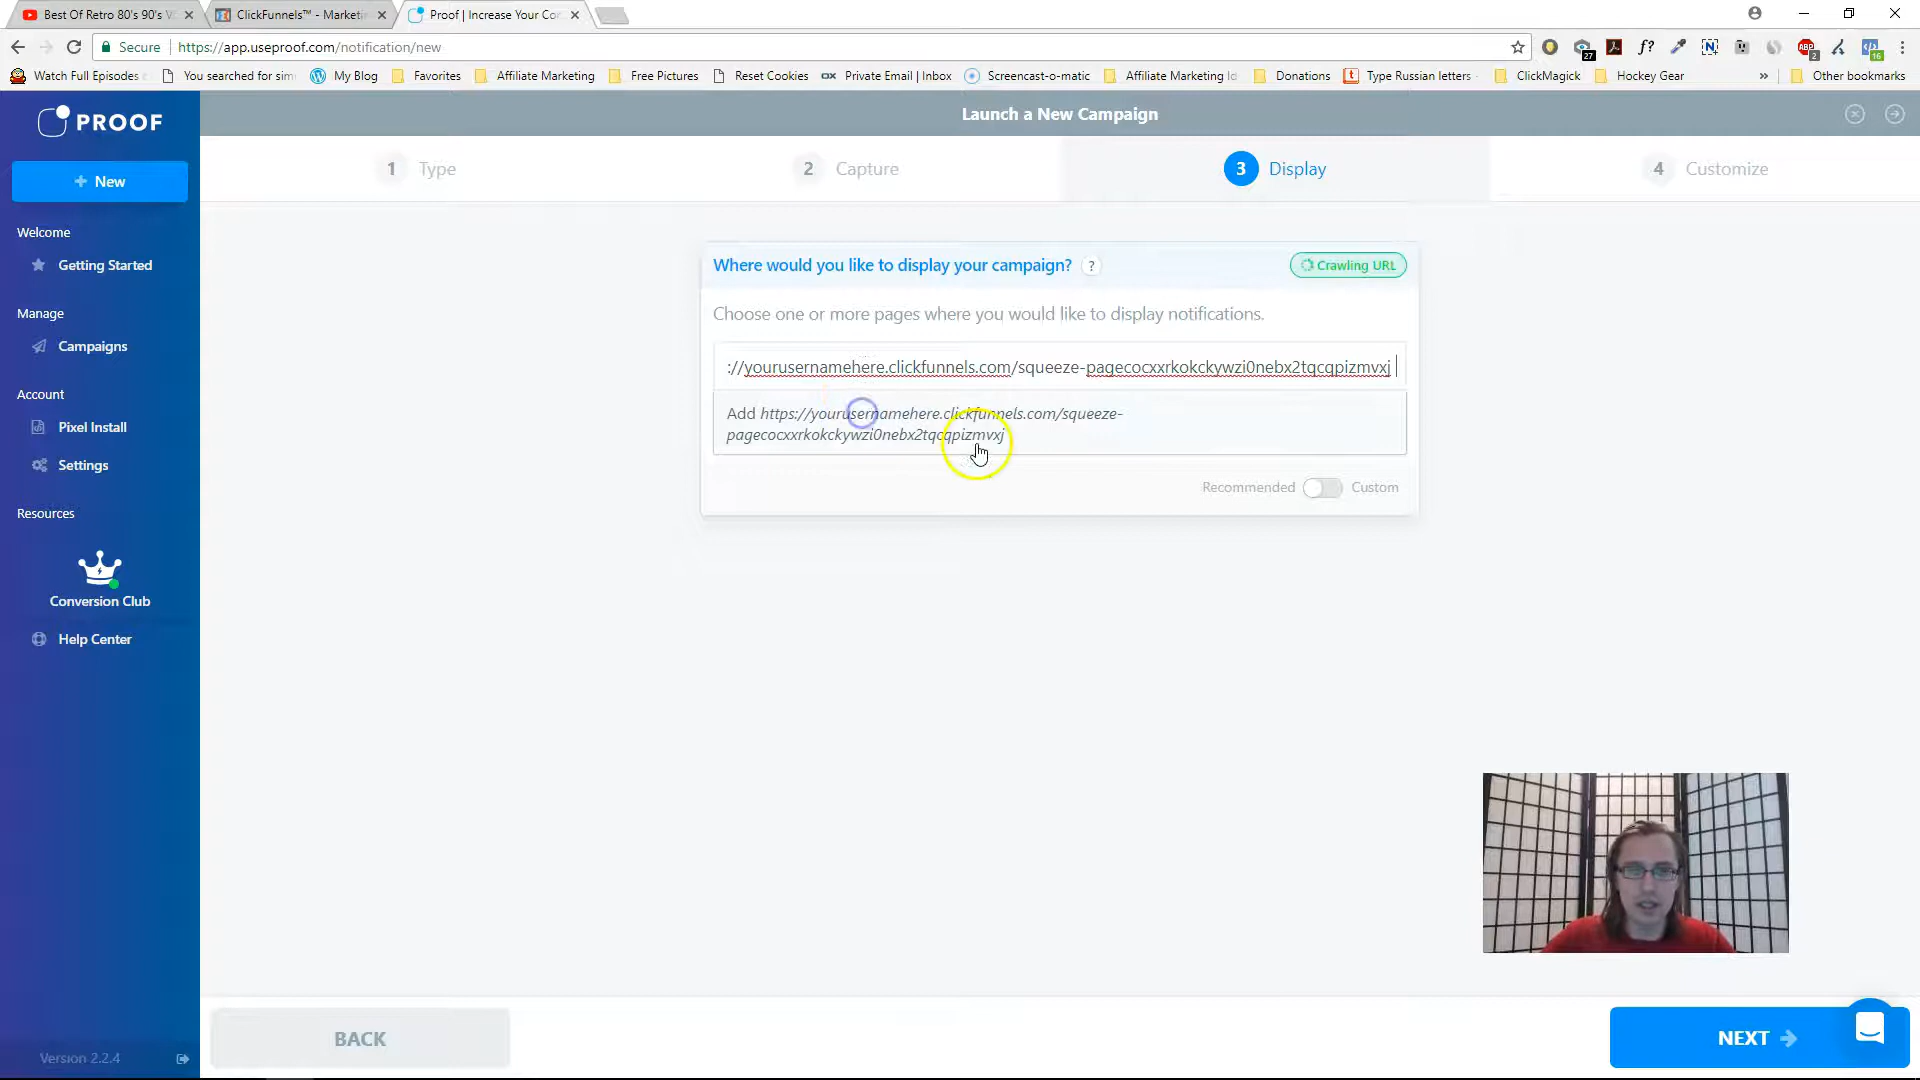 Best Of Retro 80's 90's V
ClickFunnels™ - Marketi
Proof | Increase Your Co
Secure
https://app.useproof.com/notification/new
27
f?
N
ABP
2
16
Watch Full Episodes
You searched for sim
My Blog
Favorites
Affiliate Marketing
Free Pictures
Reset Cookies
ox
Private Email | Inbox
Screencast-o-matic
Affiliate Marketing Id
Donations
Type Russian letters
ClickMagick
Hockey Gear
»
Other bookmarks
PROOF
Launch a New Campaign
1 Type
2 Capture
3 Display
4 Customize
+ New
Welcome
Getting Started
Manage
Campaigns
Account
Pixel Install
Settings
Resources
Conversion Club
Help Center
Version 2.2.4
Where would you like to display your campaign? ?
Crawling URL
Choose one or more pages where you would like to display notifications.
://yourusernamehere.clickfunnels.com/squeeze-pagecocxxrkokckywzi0nebx2tqcqpizmvxj
Add https://yourusernamehere.clickfunnels.com/squeeze-
pagecocxxrkokckywzi0nebx2tqcqpizmvxj
Recommended
Custom
BACK
NEXT